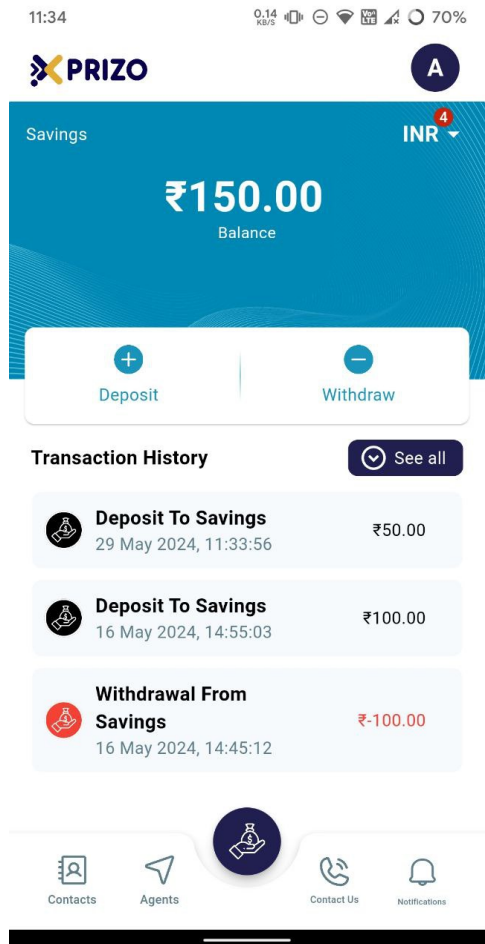 11:34
0.14 KB/S Vo) LTE 70%
PRIZO
A
Savings
4
INR
₹150.00
Balance
Deposit
Withdraw
Transaction History
See all
Deposit To Savings
29 May 2024, 11:33:56
₹50.00
Deposit To Savings
16 May 2024, 14:55:03
₹100.00
Withdrawal From
Savings
16 May 2024, 14:45:12
₹-100.00
Contacts
Agents
Contact Us
Notifications